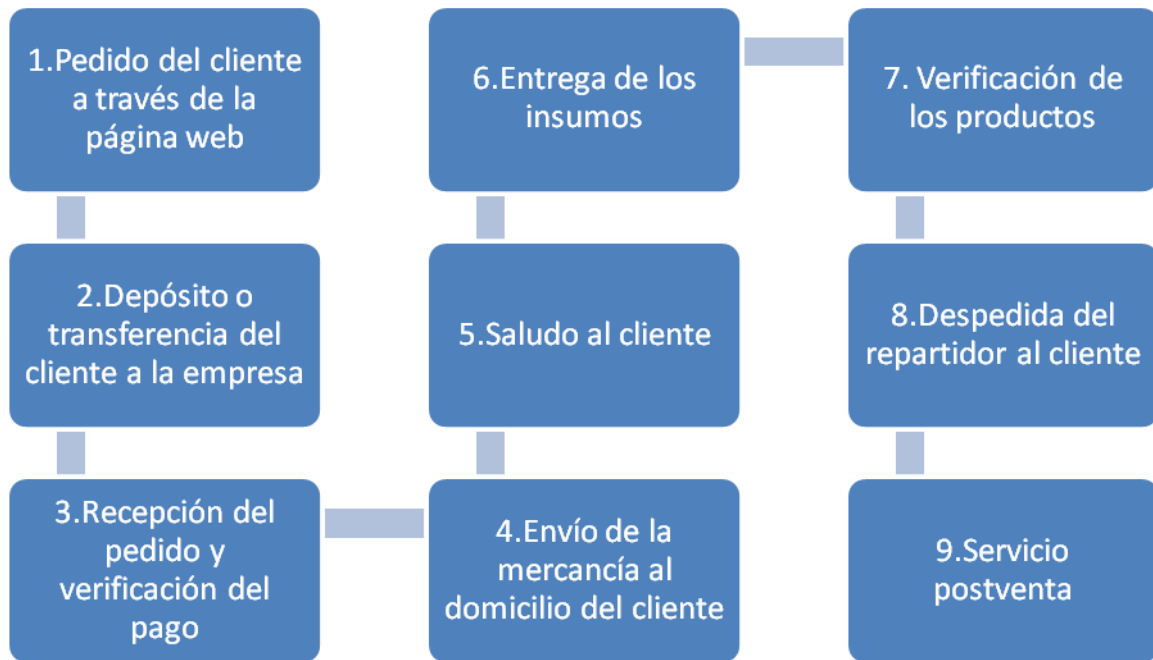 1.Pedido del cliente
a través de la
página web
2.Depósito o
transferencia del
cliente a la empresa
3.Recepción del
pedido y
verificación del
pago
4.Envío de la
mercancía al
domicilio del cliente
5.Saludo al cliente
6.Entrega de los
insumos
7. Verificación de
los productos
8.Despedida del
repartidor al cliente
9.Servicio
postventa